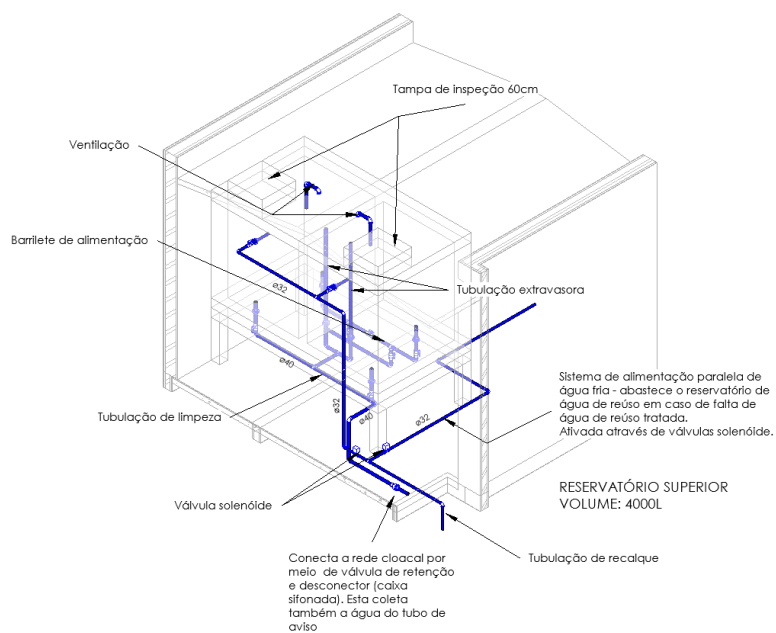 Tampa de inspeção 60cm
Ventilação
Barrilete de alimentação
Tubulação extravasora
ø32
ø40
ø32
ø40
ø32
Tubulação de limpeza
Sistema de alimentação paralela de
água fria - abastece o reservatório de
água de reúso em caso de falta de
água de reúso tratada.
Ativada através de válvulas solenóide.
Válvula solenóide
RESERVATÓRIO SUPERIOR
VOLUME: 4000L
Conecta a rede cloacal por
meio de válvula de retenção
e desconector (caixa
sifonada). Esta coleta
também a água do tubo de
aviso
Tubulação de recalque